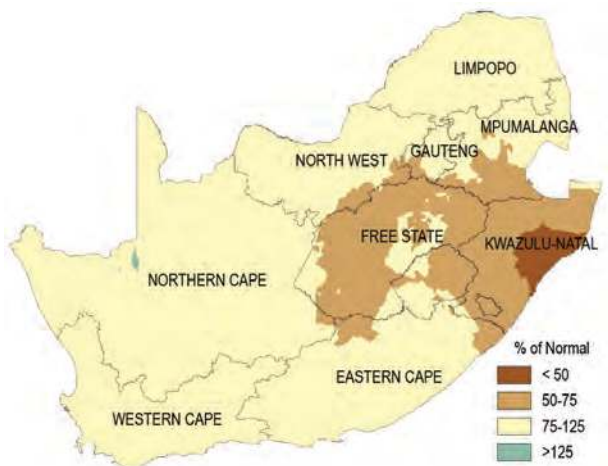 LIMPOPO
MPUMALANGA
GAUTENG
NORTH WEST
FREE STATE
KWAZULU-NATAL
NORTHERN CAPE
EASTERN CAPE
WESTERN CAPE
% of Normal
< 50
50-75
75-125
>125